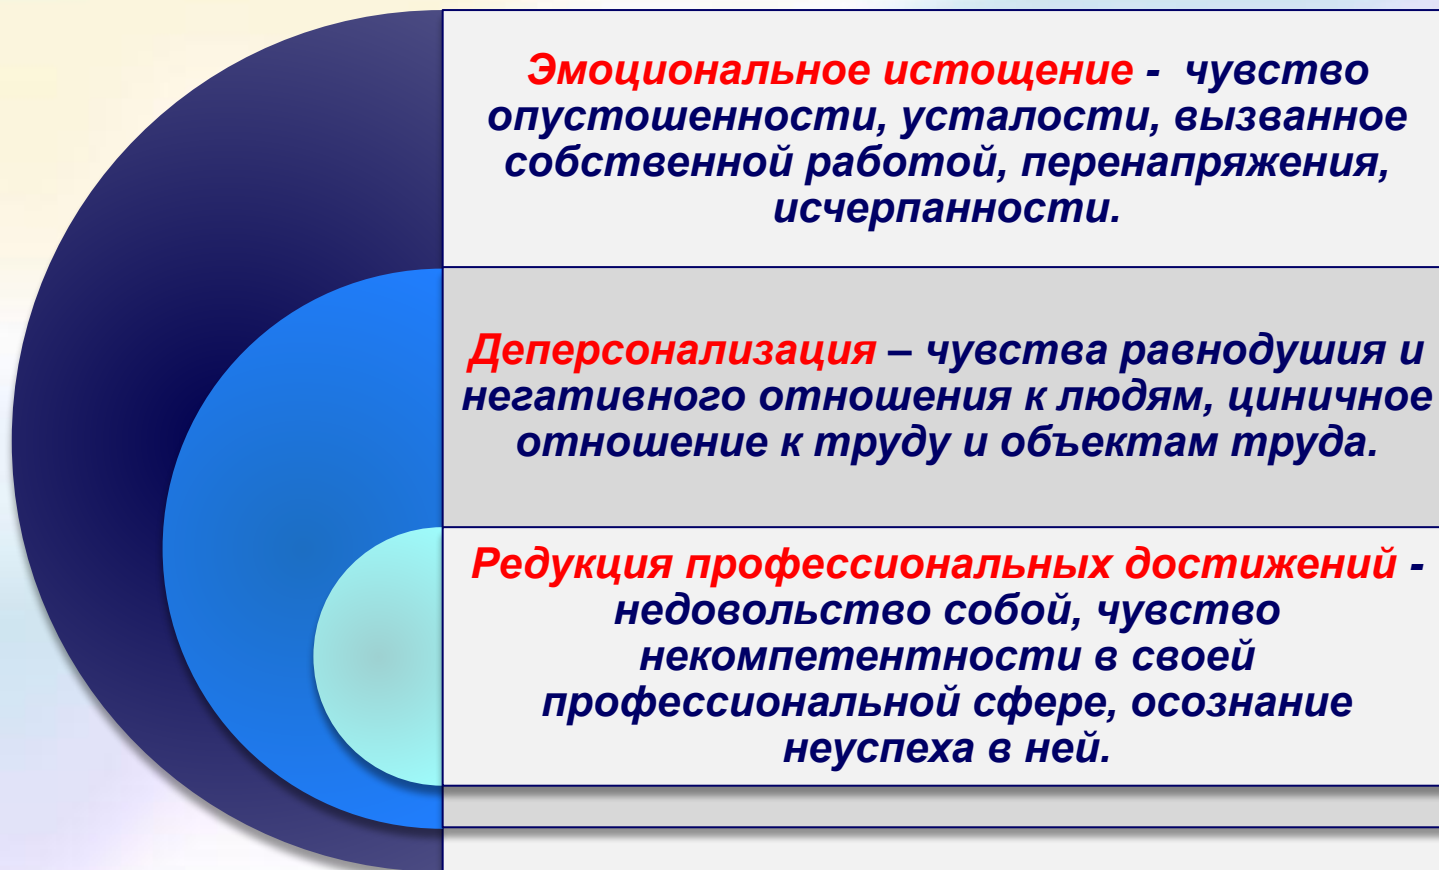 Эмоциональное истощение -  чувство
опустошенности, усталости, вызванное
собственной работой, перенапряжения,
исчерпанности.
Деперсонализация – чувства равнодушия и
негативного отношения к людям, циничное
отношение к труду и объектам труда.
Редукция профессиональных достижений -
недовольство собой, чувство
некомпетентности в своей
профессиональной сфере, осознание
неуспеха в ней.